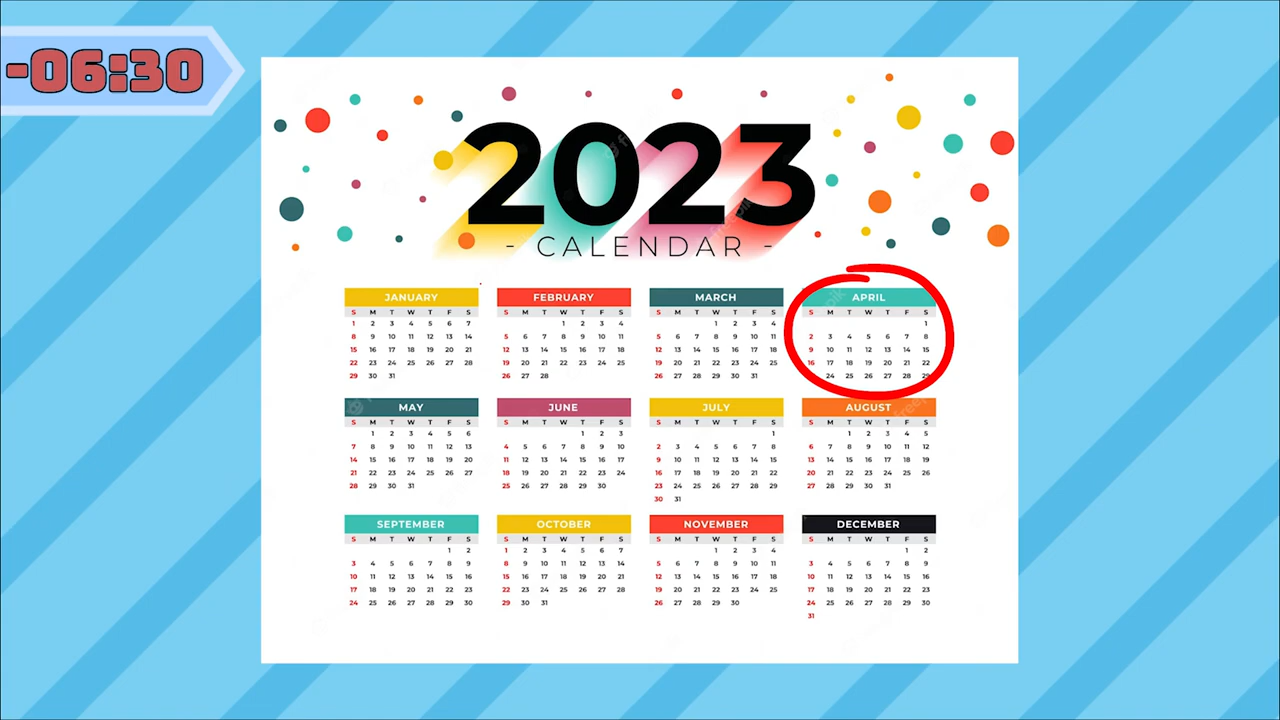 -06:30
2023
- CALENDAR -
JANUARY
S M T W T F S
1 2 3 4 5 6 7
8 9 10 11 12 13 14
15 16 17 18 19 20 21
22 23 24 25 26 27 28
29 30 31
FEBRUARY
S M T W T F S
1 2 3 4
5 6 7 8 9 10 11
12 13 14 15 16 17 18
19 20 21 22 23 24 25
26 27 28
MARCH
S M T W T F S
1 2 3 4
5 6 7 8 9 10 11
12 13 14 15 16 17 18
19 20 21 22 23 24 25
26 27 28 29 30 31
APRIL
S M T W T F S
1
2 3 4 5 6 7 8
9 10 11 12 13 14 15
16 17 18 19 20 21 22
24 25 26 27 28 29
MAY
S M T W T F S
1 2 3 4 5 6
7 8 9 10 11 12 13
14 15 16 17 18 19 20
21 22 23 24 25 26 27
28 29 30 31
JUNE
S M T W T F S
1 2 3
4 5 6 7 8 9 10
11 12 13 14 15 16 17
18 19 20 21 22 23 24
25 26 27 28 29 30
JULY
S M T W T F S
1
2 3 4 5 6 7 8
9 10 11 12 13 14 15
16 17 18 19 20 21 22
23 24 25 26 27 28 29
30 31
AUGUST
S M T W T F S
1 2 3 4 5
6 7 8 9 10 11 12
13 14 15 16 17 18 19
20 21 22 23 24 25 26
27 28 29 30 31
SEPTEMBER
S M T W T F S
1 2
3 4 5 6 7 8 9
10 11 12 13 14 15 16
17 18 19 20 21 22 23
24 25 26 27 28 29 30
OCTOBER
S M T W T F S
1 2 3 4 5 6 7
8 9 10 11 12 13 14
15 16 17 18 19 20 21
22 23 24 25 26 27 28
29 30 31
NOVEMBER
S M T W T F S
1 2 3 4
5 6 7 8 9 10 11
12 13 14 15 16 17 18
19 20 21 22 23 24 25
26 27 28 29 30
DECEMBER
S M T W T F S
1 2
3 4 5 6 7 8 9
10 11 12 13 14 15 16
17 18 19 20 21 22 23
24 25 26 27 28 29 30
31